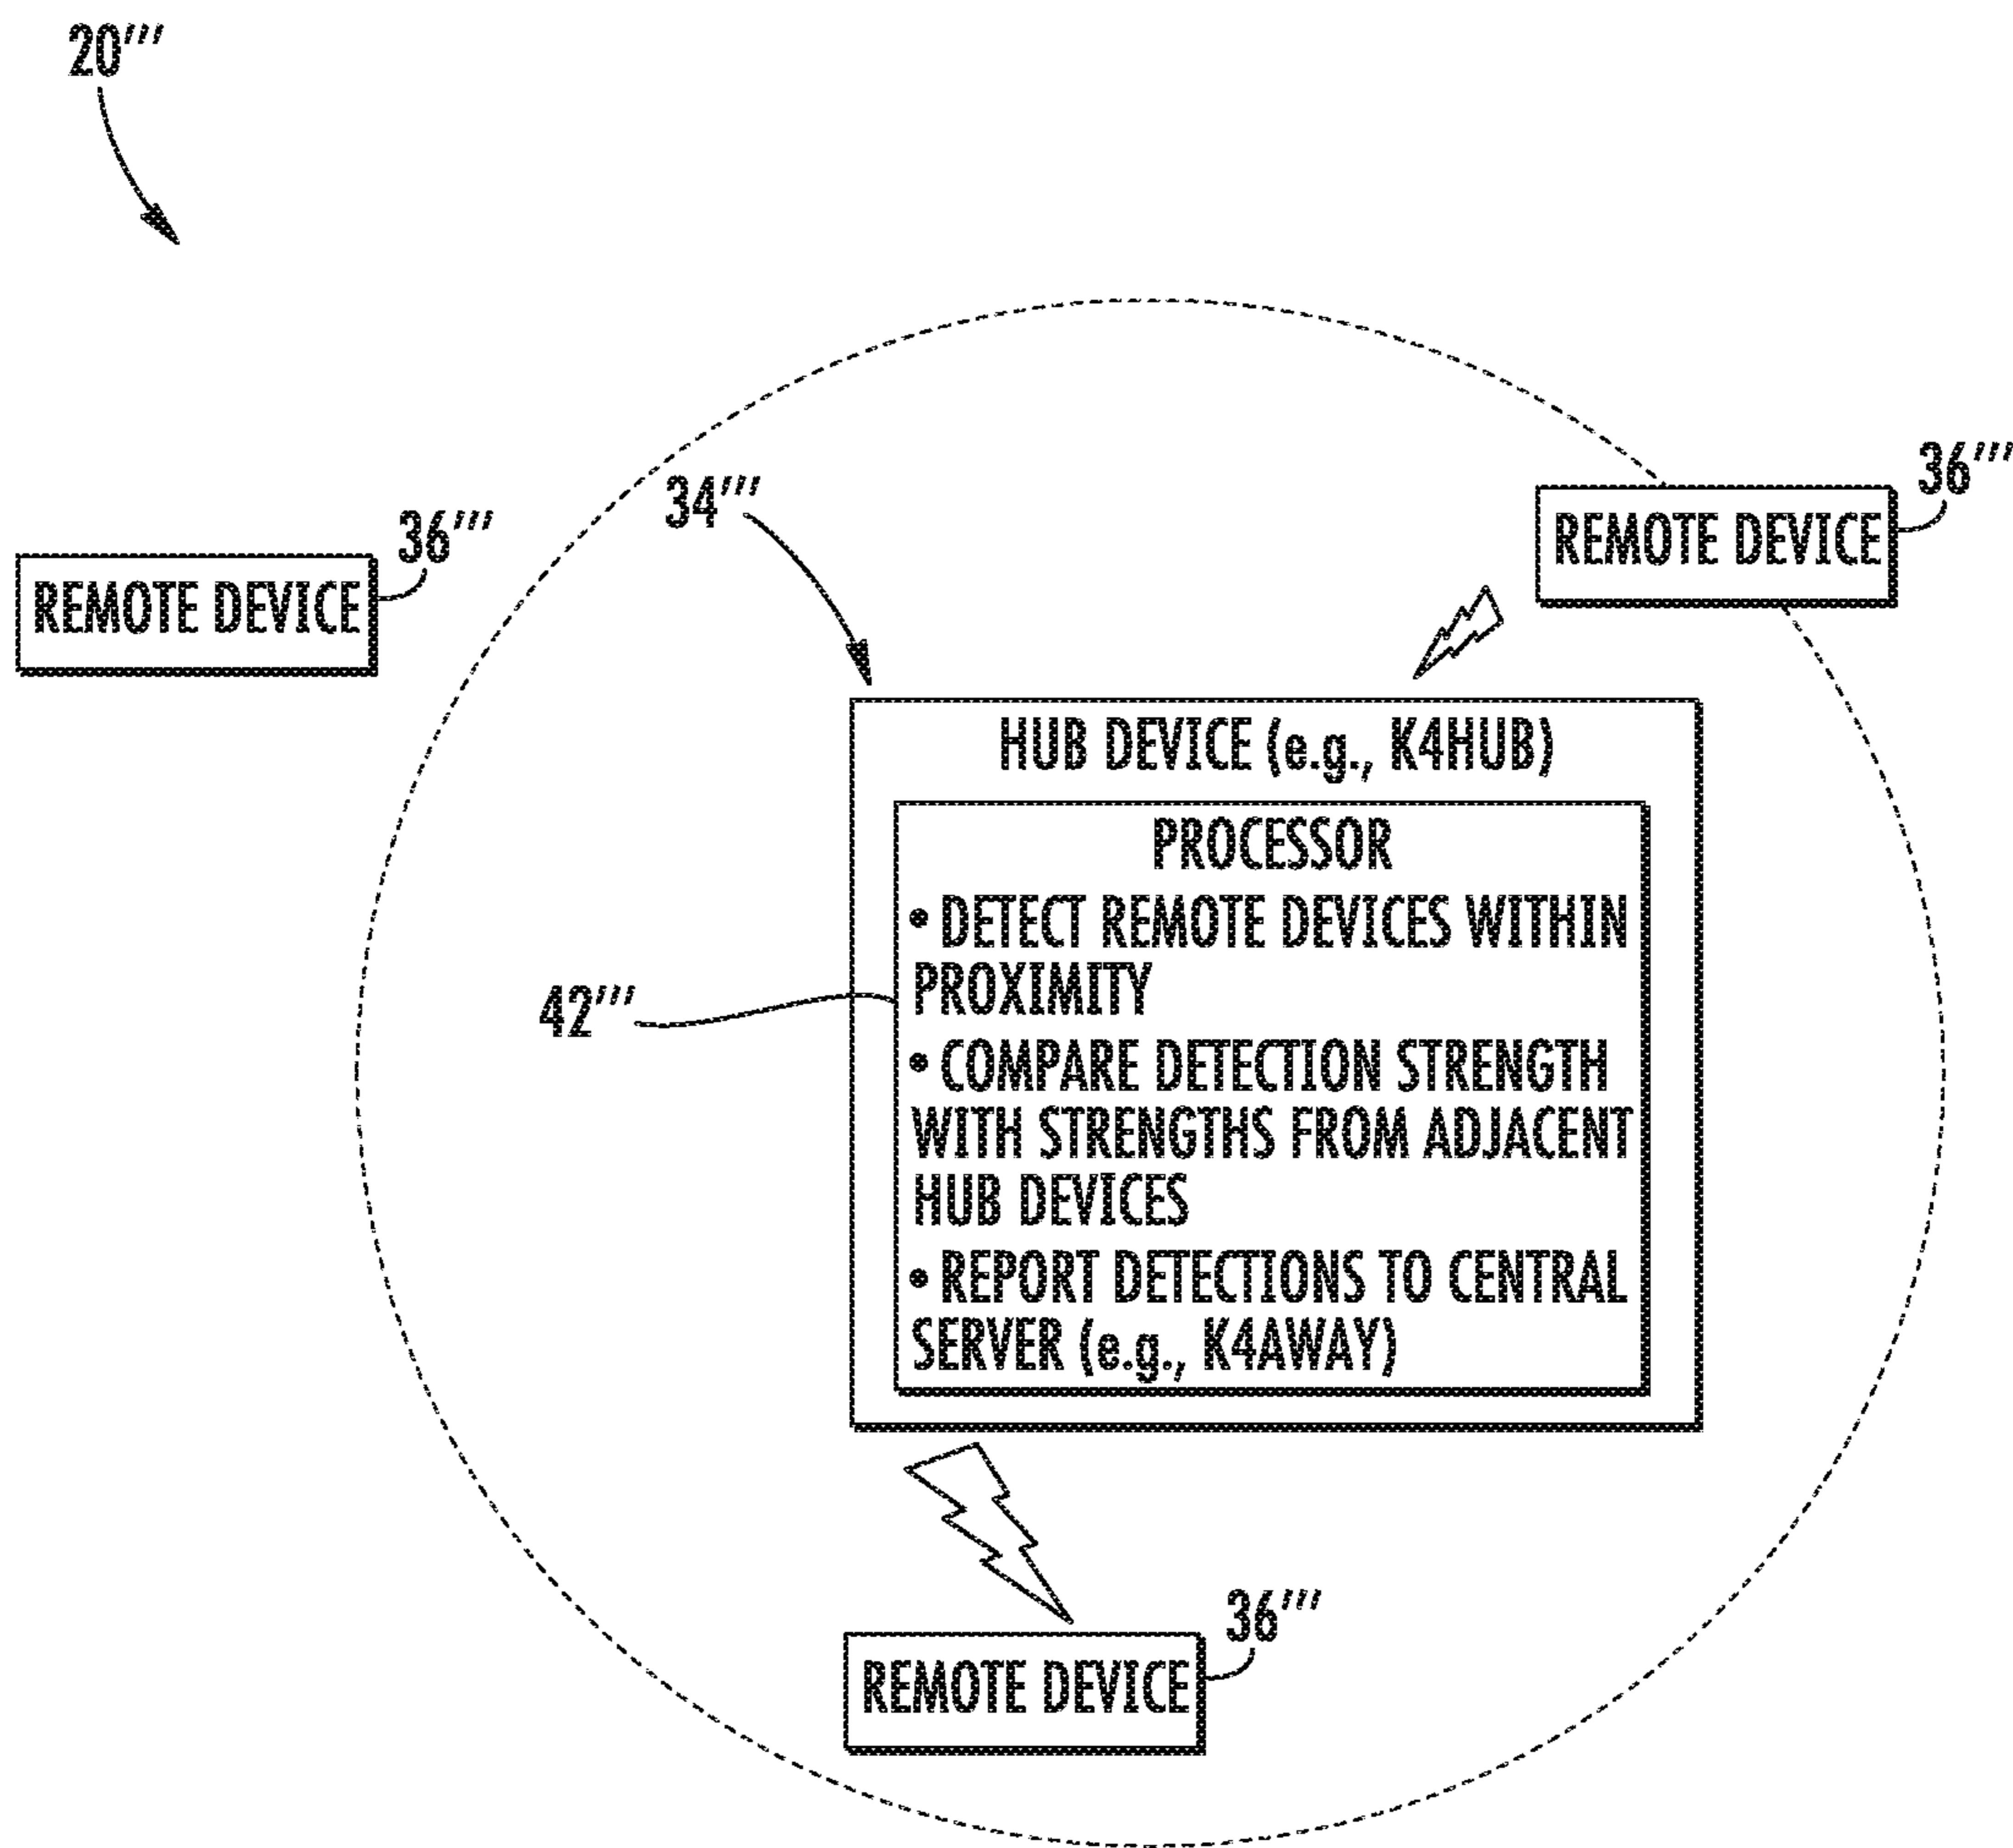 20'''
36'''
34'''
36'''
REMOTE DEVICE
REMOTE DEVICE
HUB DEVICE (e.g., K4HUB)
PROCESSOR
• DETECT REMOTE DEVICES WITHIN
PROXIMITY
42'''
• COMPARE DETECTION STRENGTH
WITH STRENGTHS FROM ADJACENT
HUB DEVICES
• REPORT DETECTIONS TO CENTRAL
SERVER (e.g., K4AWAY)
36'''
REMOTE DEVICE